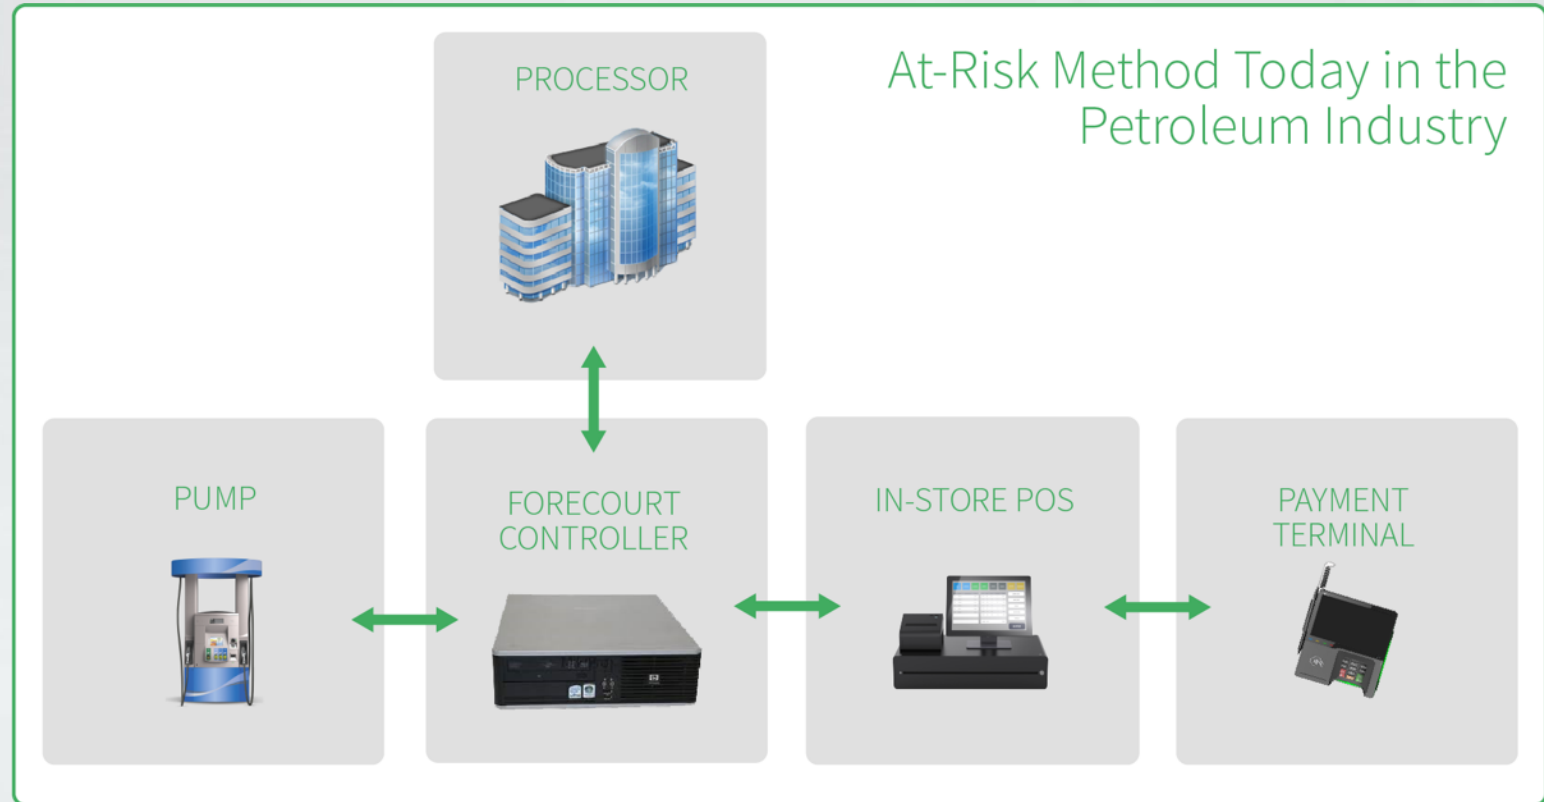 At-Risk Method Today in the
Petroleum Industry
PROCESSOR
PUMP
FORECOURT
CONTROLLER
IN-STORE POS
PAYMENT
TERMINAL